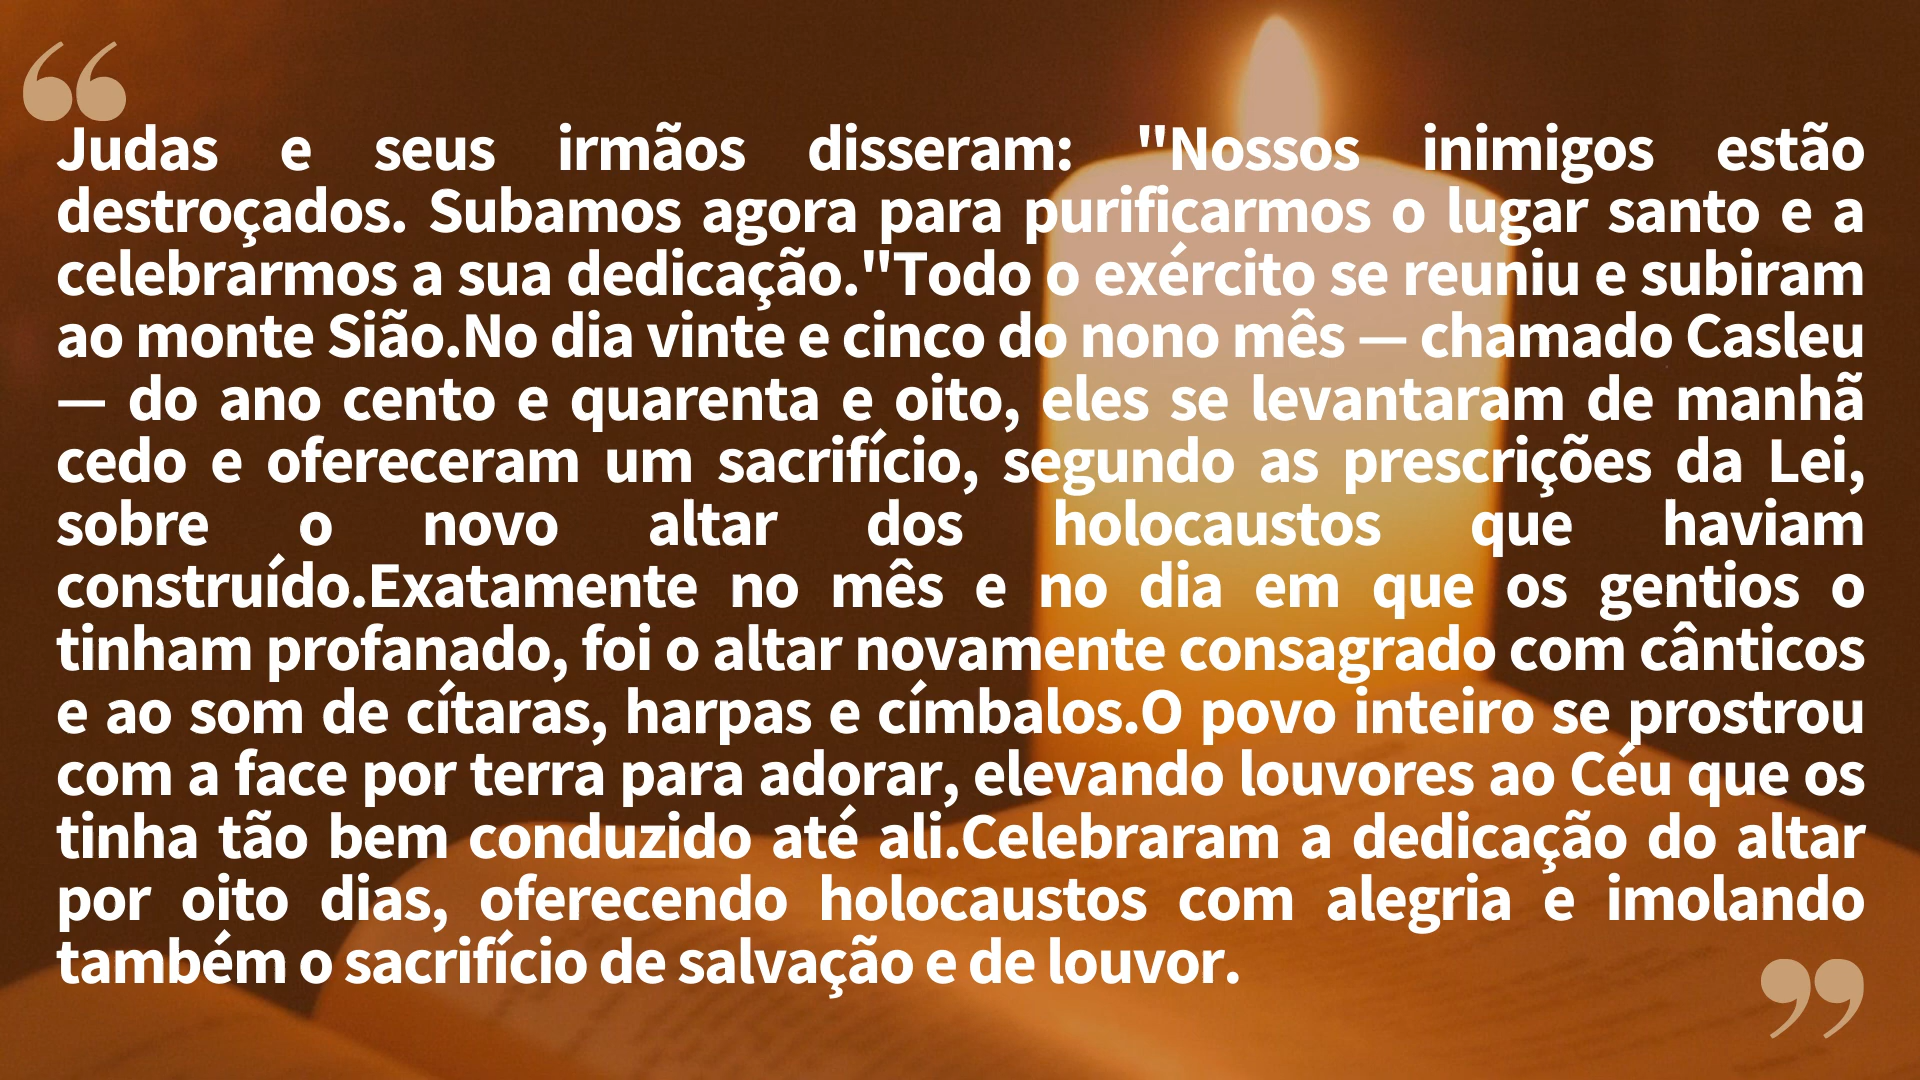 “
Judas e seus irmãos disseram: "Nossos inimigos estão
destroçados. Subamos agora para purificarmos o lugar santo e a
celebrarmos a sua dedicação."Todo o exército se reuniu e subiram
ao monte Sião.No dia vinte e cinco do nono mês — chamado Casleu
— do ano cento e quarenta e oito, eles se levantaram de manhã
cedo e ofereceram um sacrifício, segundo as prescrições da Lei,
sobre o novo altar dos holocaustos que haviam
construído.Exatamente no mês e no dia em que os gentios o
tinham profanado, foi o altar novamente consagrado com cânticos
e ao som de cítaras, harpas e címbalos.O povo inteiro se prostrou
com a face por terra para adorar, elevando louvores ao Céu que os
tinha tão bem conduzido até ali.Celebraram a dedicação do altar
por oito dias, oferecendo holocaustos com alegria e imolando
também o sacrifício de salvação e de louvor.
”